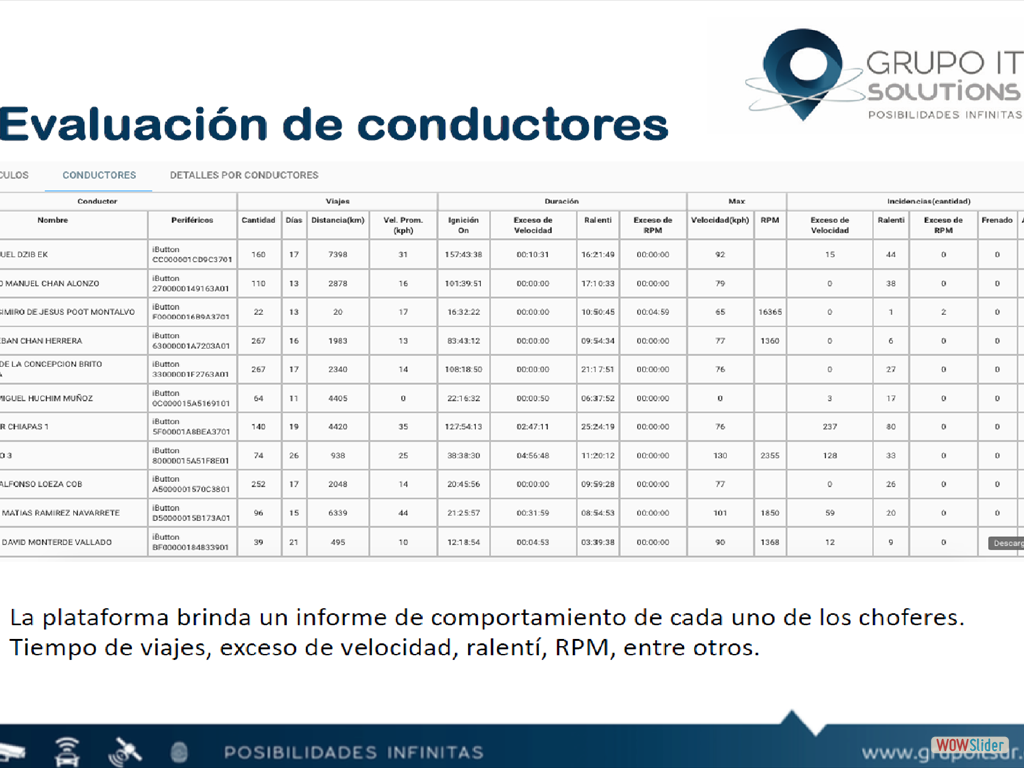 GRUPO IT
SOLUTIONS
POSIBILIDADES INFINITAS
Evaluación de conductores
CONDUCTORES DETALLES POR CONDUCTORES
Conductor Viajes Duración Max Incidencias(cantidad)
Nombre Periféricos Cantidad Días Distancia(km) Vel. Prom. (kph) Ignición On Exceso de Velocidad Ralenti Exceso de RPM Velocidad(kph) RPM Exceso de Velocidad Ralenti Exceso de RPM Frenado
DZIB EK iButton CC000001CD9C3701 160 17 7398 31 157:43:38 00:10:31 16:21:49 00:00:00 92 15 44 0 0
MANUEL CHAN ALONZO iButton 2700000149163A01 110 13 2878 16 101:39:51 00:00:00 17:10:33 00:00:00 79 0 38 0 0
DE JESUS POOT MONTALVO iButton F0000001689A3701 22 13 20 17 16:32:22 00:00:00 10:50:45 00:04:59 65 16365 0 1 2 0
CHAN HERRERA iButton 63000001A7203A01 267 16 1983 13 83:43:12 00:00:00 09:54:34 00:00:00 77 1360 0 6 0 0
DE LA CONCEPCION BRITO iButton 330000D1F2763A01 267 17 2340 14 108:18:50 00:00:00 21:17:51 00:00:00 76 0 27 0 0
MIGUEL HUCHIM MUÑOZ iButton 0C000015A5169101 64 11 4405 0 22:16:32 00:00:50 06:37:52 00:00:00 0 3 17 0 0
CHIAPAS 1 iButton 5F00001A8BEA3701 140 19 4420 35 127:54:13 02:47:11 25:24:19 00:00:00 76 237 80 0 0
3 iButton 80000015A51F8E01 74 26 938 25 38:38:30 04:56:48 11:20:12 00:00:00 130 2355 128 33 0 0
ALFONSO LOEZA COB iButton A5000001570C3801 252 17 2048 14 20:45:56 00:00:00 09:59:28 00:00:00 77 0 26 0 0
MATIAS RAMIREZ NAVARRETE iButton D50000015B173A01 96 15 6339 44 21:25:57 00:31:59 08:54:53 00:00:00 101 1850 59 20 0 0
DAVID MONTERDE VALLADO iButton BF00000184833901 39 21 495 10 12:18:54 00:04:53 03:39:38 00:00:00 90 1368 12 9 0 0
La plataforma brinda un informe de comportamiento de cada uno de los choferes.
Tiempo de viajes, exceso de velocidad, ralentí, RPM, entre otros.
POSIBILIDADES INFINITAS
WOWSlider